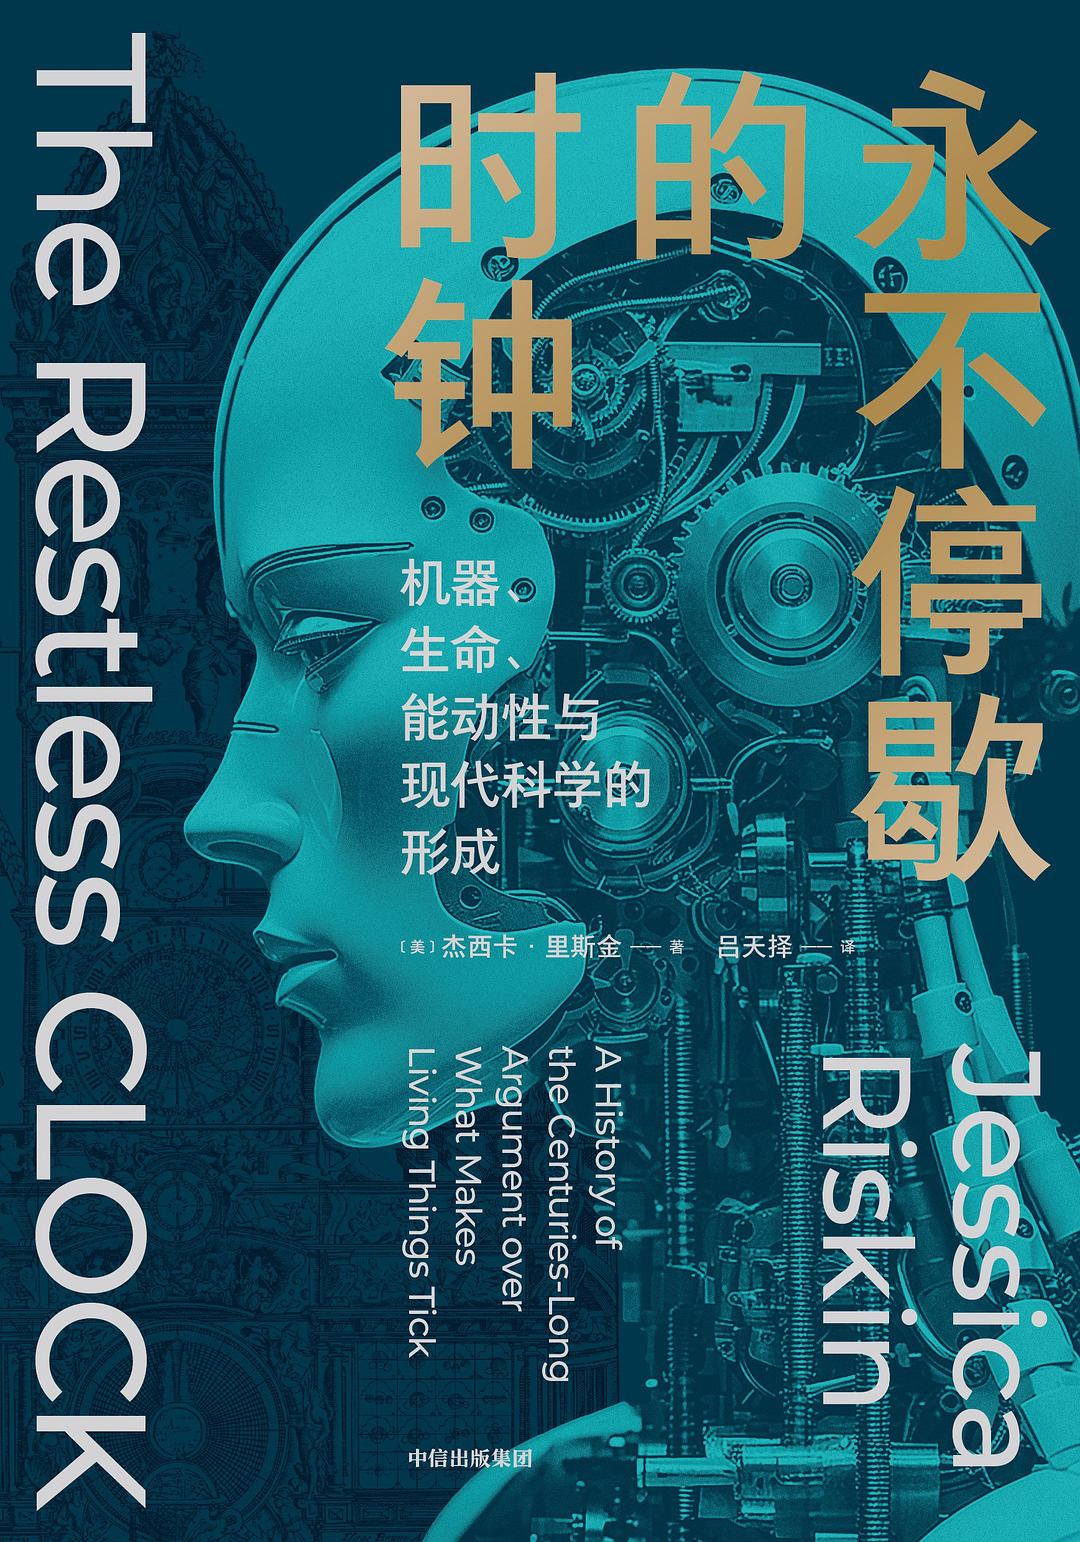 The Restless CLOCK
永不停歇
的
时钟
机器、
生命、
能动性与
现代科学的
形成
〔美〕杰西卡·里斯金 —— 著 吕天择 —— 译
A History of
the Centuries-Long
Argument over
What Makes
Living Things Tick
Jessica
Riskin
中信出版集团